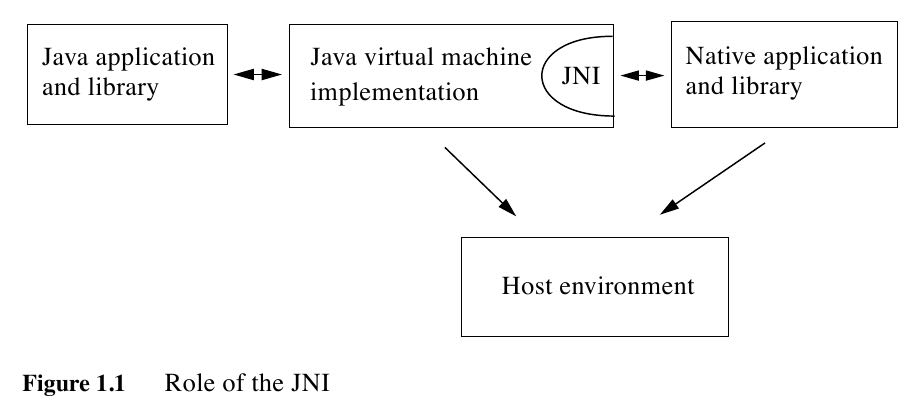 Java application
and library
Java virtual machine
implementation
JNI
Native application
and library
Host environment
Figure 1.1 Role of the JNI